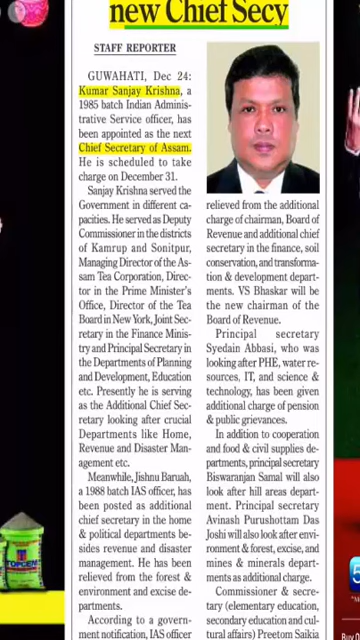 new Chief Secy
STAFF REPORTER
GUWAHATI, Dec 24:
Kumar Sanjay Krishna, a
1985 batch Indian Adminis-
trative Service officer, has
been appointed as the next
Chief Secretary of Assam.
He is scheduled to take
charge on December 31.
Sanjay Krishna served the
Government in different ca-
pacities. He served as Deputy
Commissioner in the districts
of Kamrup and Sonitpur,
Managing Director of the As-
sam Tea Corporation, Direc-
tor in the Prime Minister's
Office, Director of the Tea
Board in New York, Joint Sec-
retary in the Finance Minis-
try and Principal Secretary in
the Departments of Planning
and Development, Education
etc. Presently he is serving
as the Additional Chief Sec-
retary looking after crucial
Departments like Home,
Revenue and Disaster Man-
agement etc.
Meanwhile, Jishnu Baruah,
a 1988 batch IAS officer, has
been posted as additional
chief secretary in the home
& political departments be-
sides revenue and disaster
management. He has been
relieved from the forest &
environment and excise de-
partments.
According to a govern-
ment notification, IAS officer
relieved from the additional
charge of chairman, Board of
Revenue and additional chief
secretary in the finance, soil
conservation, and transforma-
tion & development depart-
ments. VS Bhaskar will be
the new chairman of the
Board of Revenue.
Principal secretary
Syedain Abbasi, who was
looking after PHE, water re-
sources, IT, and science &
technology, has been given
additional charge of pension
& public grievances.
In addition to cooperation
and food & civil supplies de-
partments, principal secretary
Biswaranjan Samal will also
look after hill areas depart-
ment. Principal secretary
Avinash Purushottam Das
Joshi will also look after envi-
ronment & forest, excise, and
mines & minerals depart-
ments as additional charge.
Commissioner & secre-
tary (elementary education,
secondary education and cul-
tural affairs) Preetom Saikia
TOPCEM
5